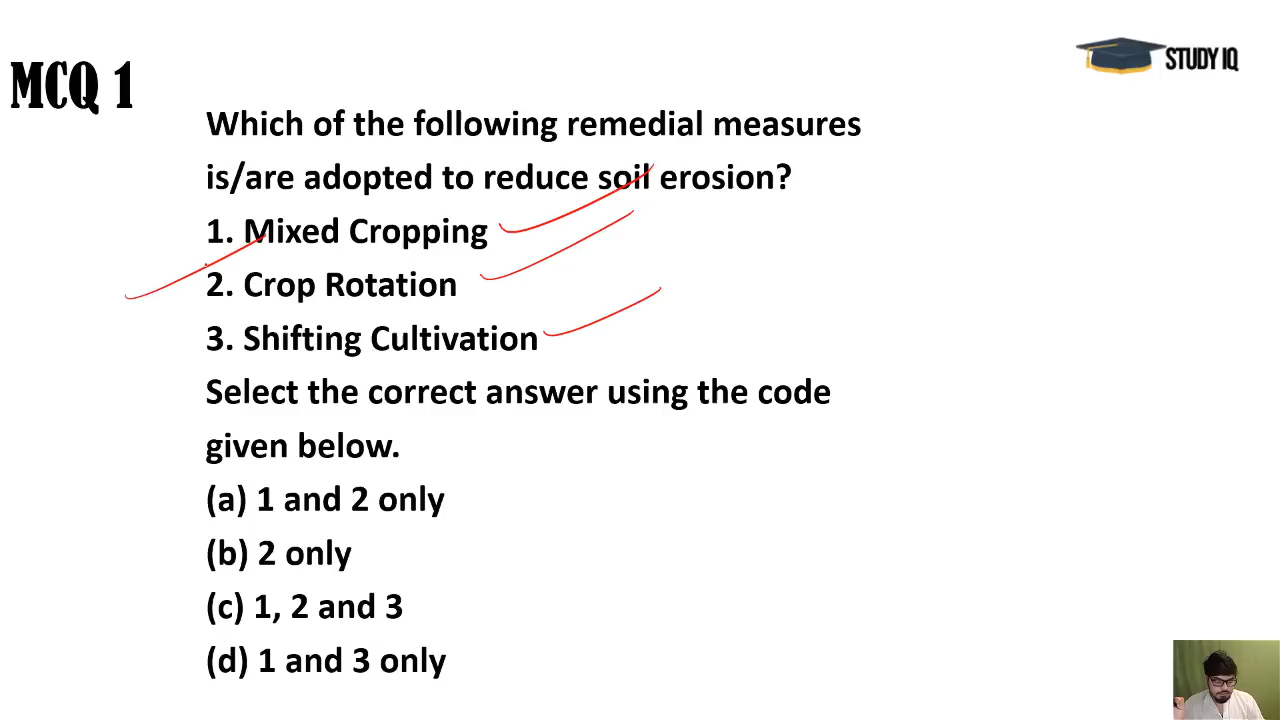 STUDY IQ
MCQ 1
Which of the following remedial measures
is/are adopted to reduce soil erosion?
1. Mixed Cropping
2. Crop Rotation
3. Shifting Cultivation
Select the correct answer using the code
given below.
(a) 1 and 2 only
(b) 2 only
(c) 1, 2 and 3
(d) 1 and 3 only